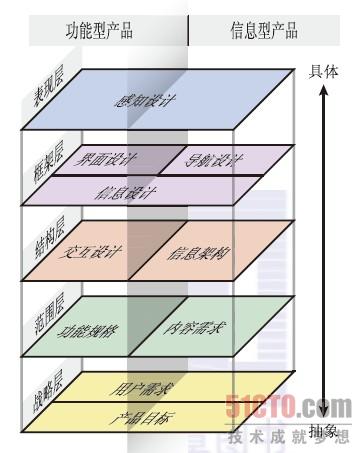 功能型产品 信息型产品
具体
表现层
感知设计
框架层
界面设计 导航设计
信息设计
结构层
交互设计 信息架构
范围层
功能规格 内容需求
战略层
用户需求
产品目标
抽象
51CTO.com
技术成就梦想